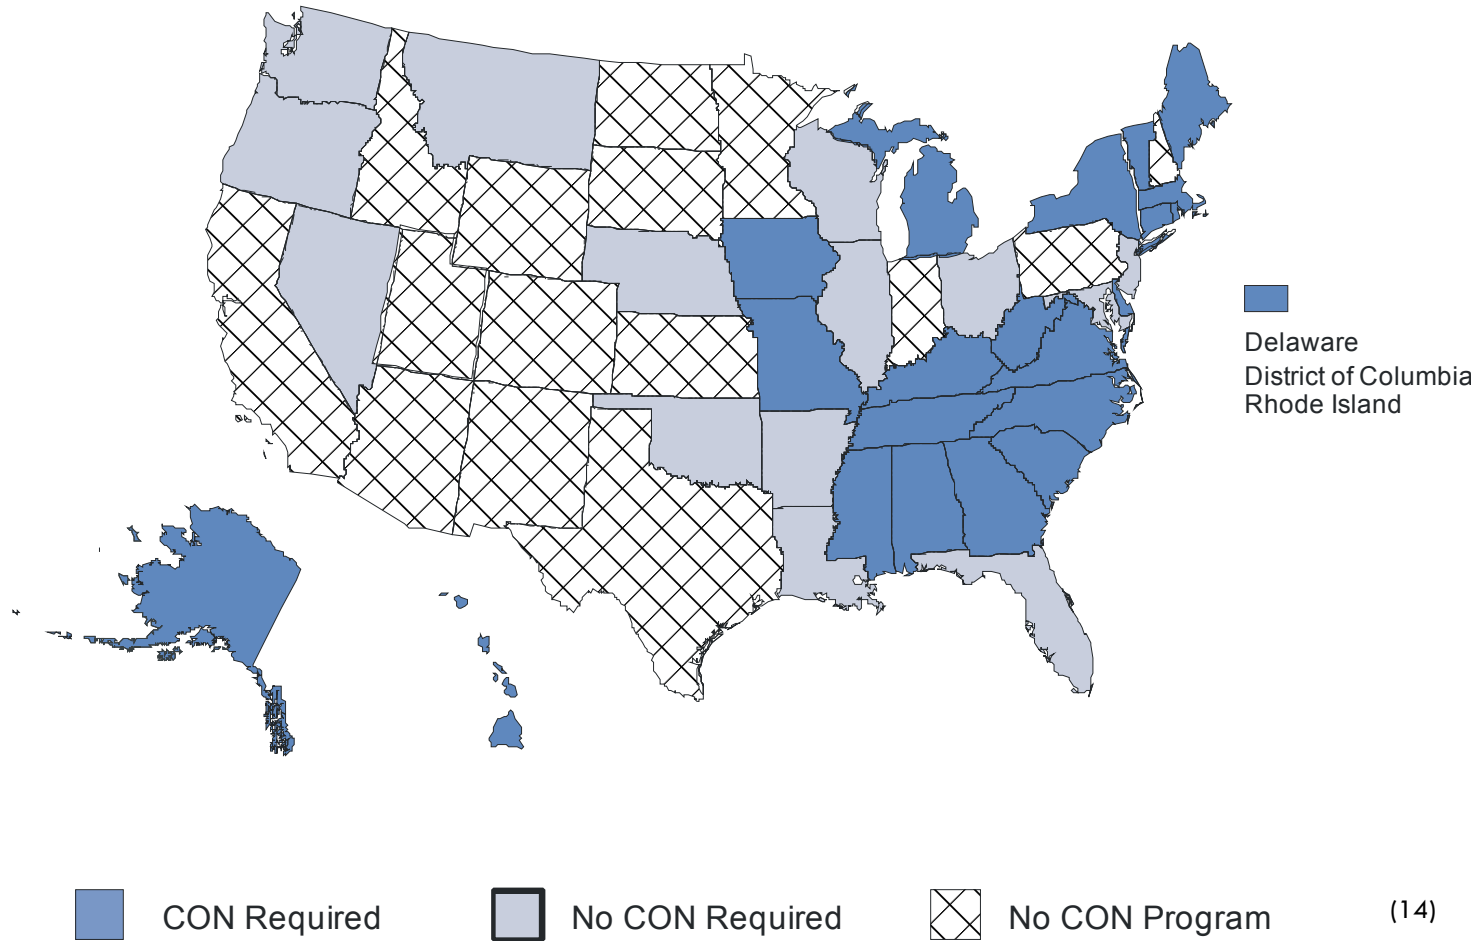 Delaware
District of Columbia
Rhode Island
CON Required
No CON Required
No CON Program
(14)